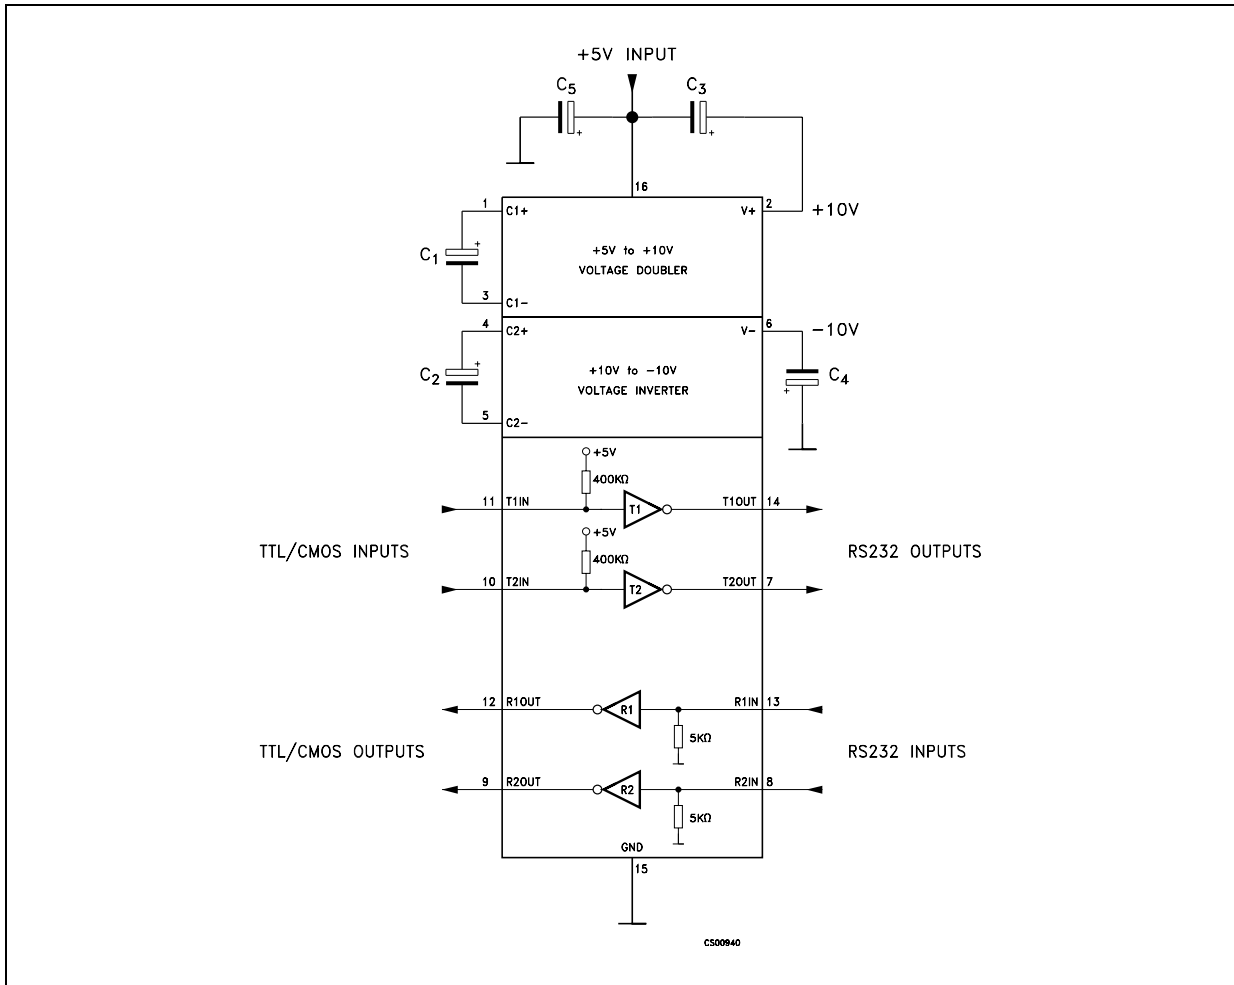 +5V INPUT
C5
C3
+
+
16
1
C1+
V+
2
+10V
C1
+
+5V to +10V
VOLTAGE DOUBLER
3
C1-
4
C2+
V-
6
-10V
C2
+
+10V to -10V
VOLTAGE INVERTER
C4
+
5
C2-
+5V
400KΩ
11
T1IN
T1
T1OUT
14
TTL/CMOS INPUTS
RS232 OUTPUTS
+5V
400KΩ
10
T2IN
T2
T2OUT
7
12
R1OUT
R1
R1IN
13
5KΩ
TTL/CMOS OUTPUTS
RS232 INPUTS
9
R2OUT
R2
R2IN
8
5KΩ
GND
15
CS00940